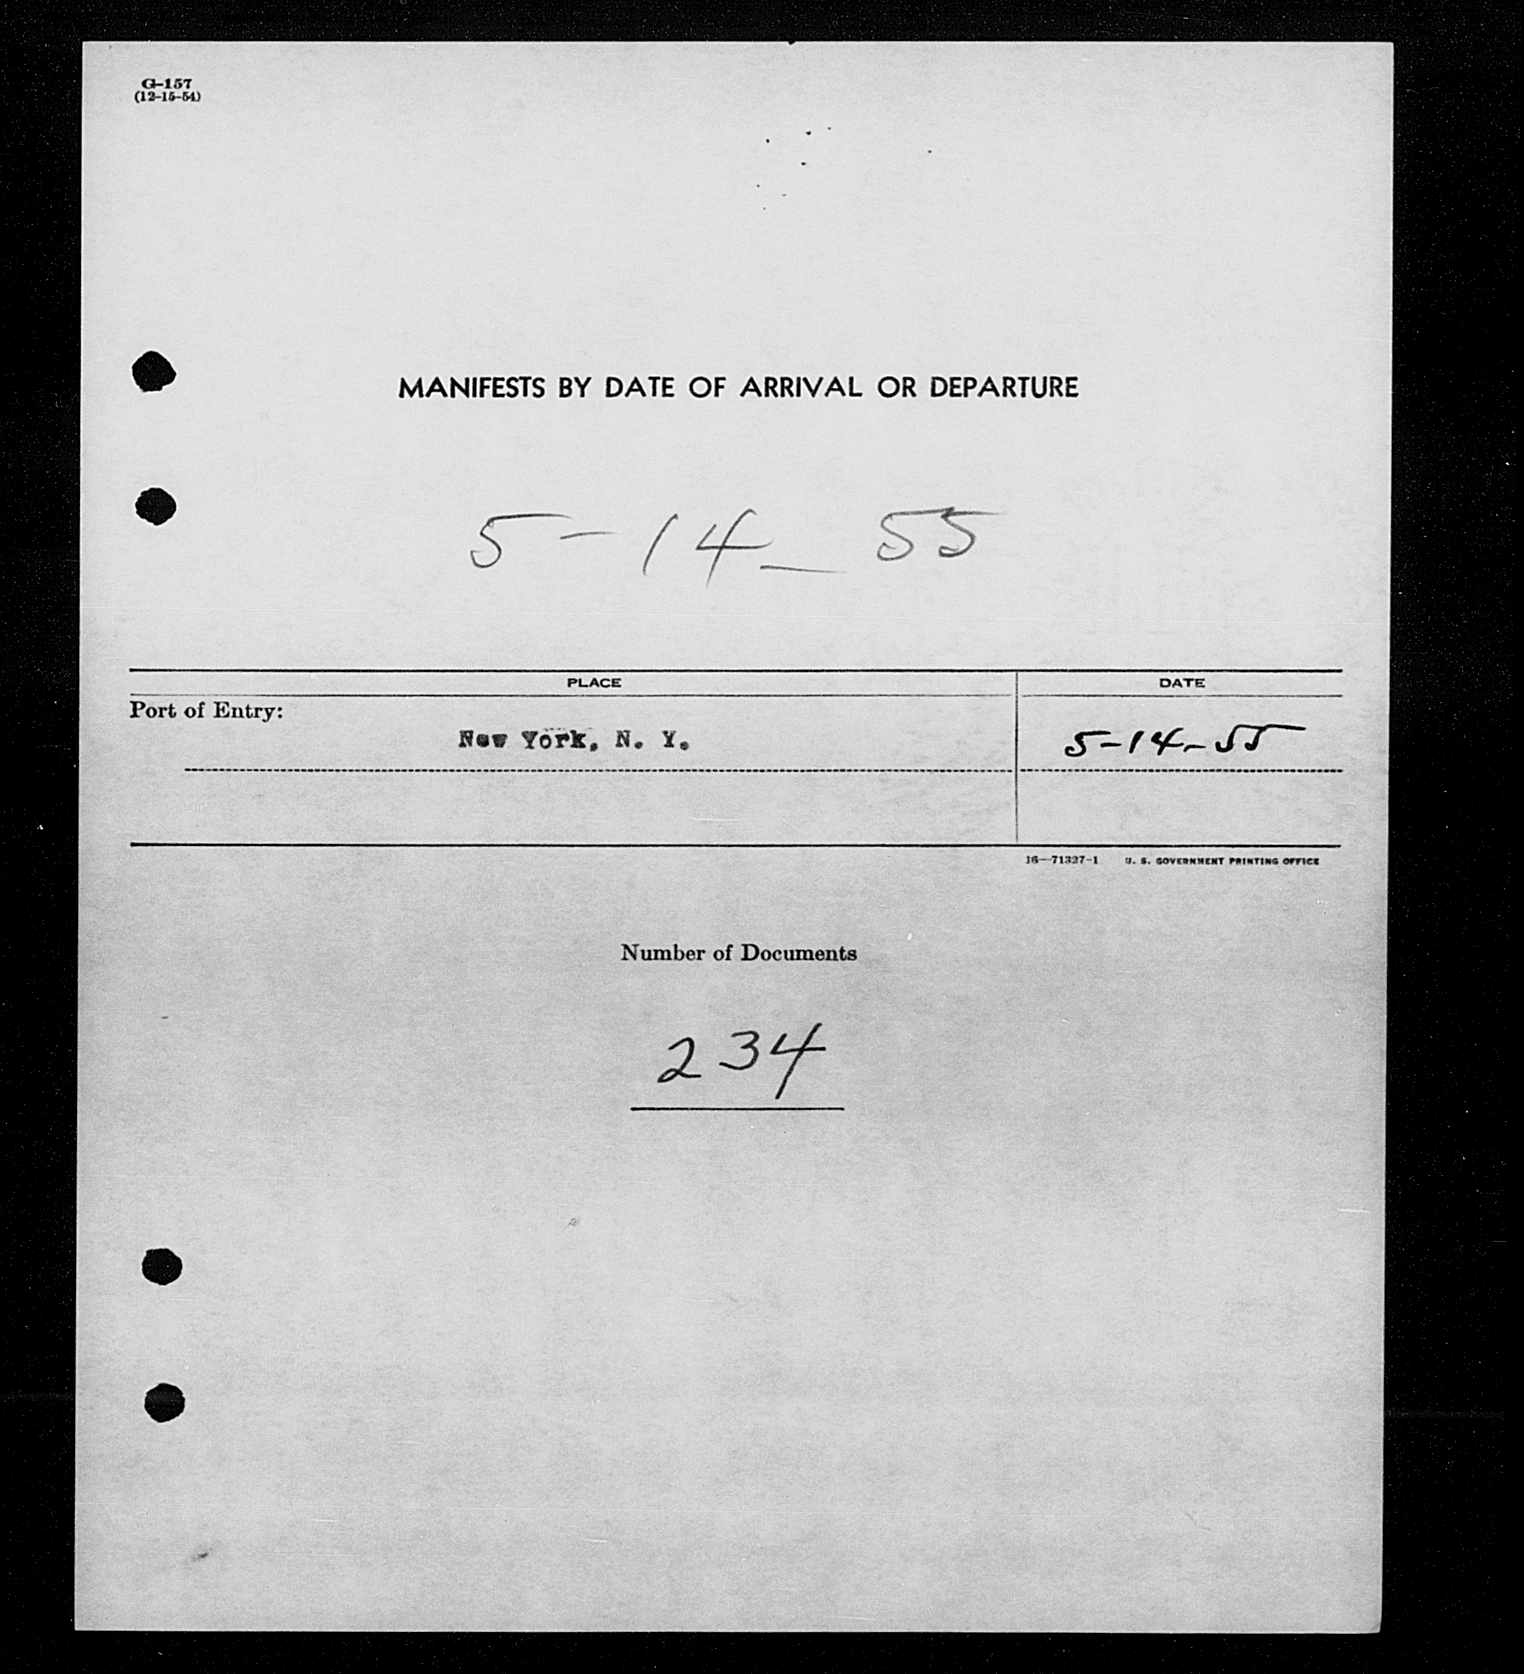 G-157
(12-15-54)
MANIFESTS BY DATE OF ARRIVAL OR DEPARTURE
5-14-55
PLACE DATE
Port of Entry:
New York, N. Y. 5-14-55
16—71327-1 U. S. GOVERNMENT PRINTING OFFICE
Number of Documents
234